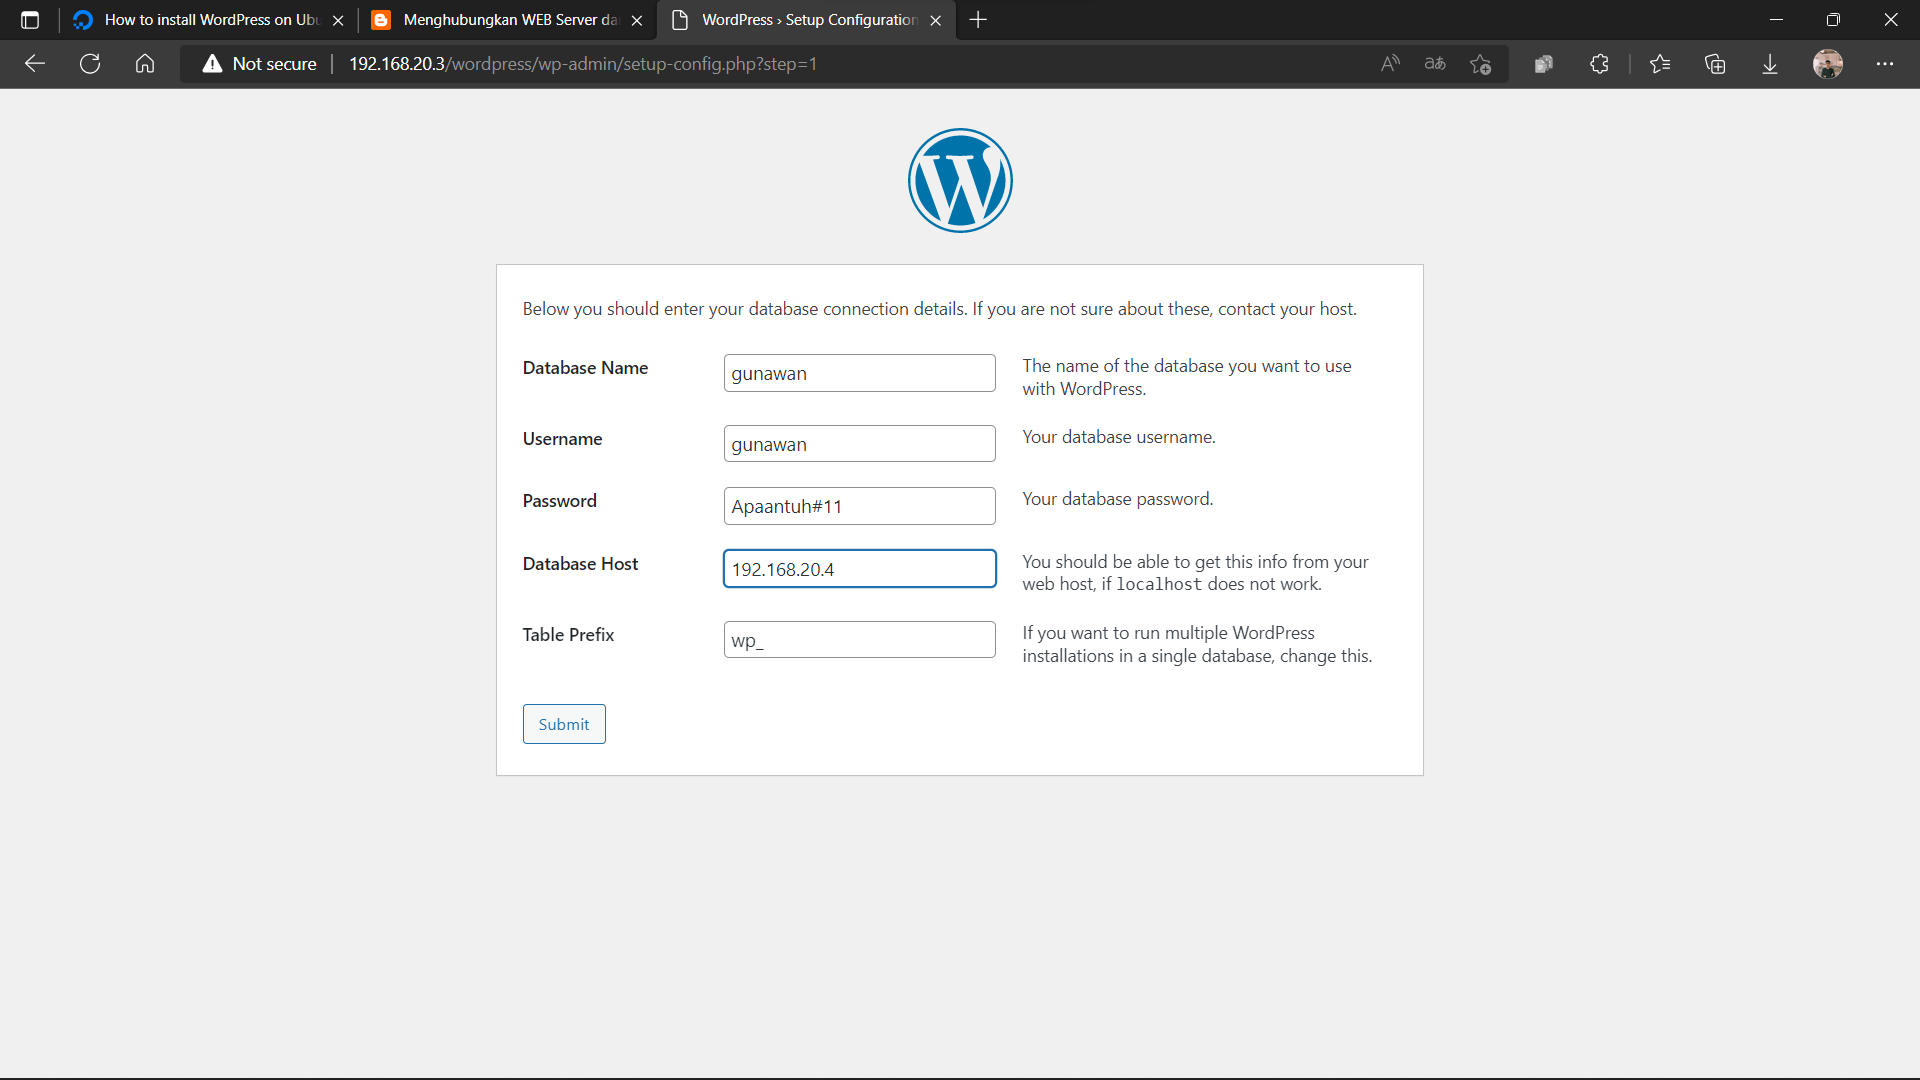 How to install WordPress on Ubu
Menghubungkan WEB Server da
WordPress › Setup Configuration
Not secure
192.168.20.3/wordpress/wp-admin/setup-config.php?step=1
Below you should enter your database connection details. If you are not sure about these, contact your host.
Database Name
gunawan
The name of the database you want to use
with WordPress.
Username
gunawan
Your database username.
Password
Apaantuh#11
Your database password.
Database Host
192.168.20.4
You should be able to get this info from your
web host, if localhost does not work.
Table Prefix
wp_
If you want to run multiple WordPress
installations in a single database, change this.
Submit